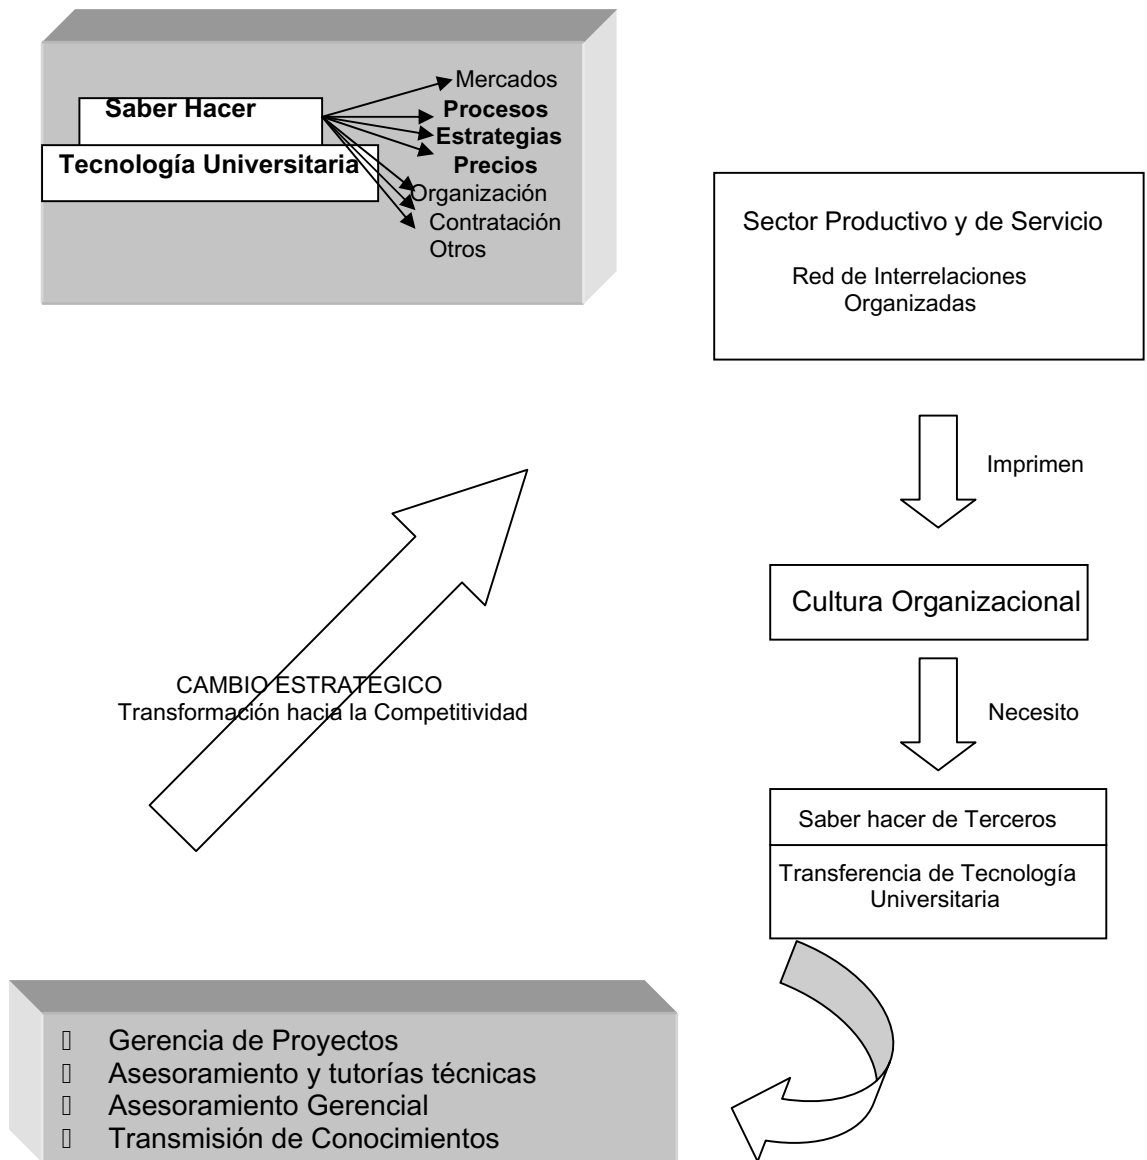 Mercados
Saber Hacer
Procesos
Estrategias
Tecnología Universitaria
Precios
Organización
Contratación
Otros
Sector Productivo y de Servicio
Red de Interrelaciones
Organizadas
Imprimen
Cultura Organizacional
Necesito
CAMBIO ESTRATEGICO
Transformación hacia la Competitividad
Saber hacer de Terceros
Transferencia de Tecnología
Universitaria
Gerencia de Proyectos
Asesoramiento y tutorías técnicas
Asesoramiento Gerencial
Transmisión de Conocimientos